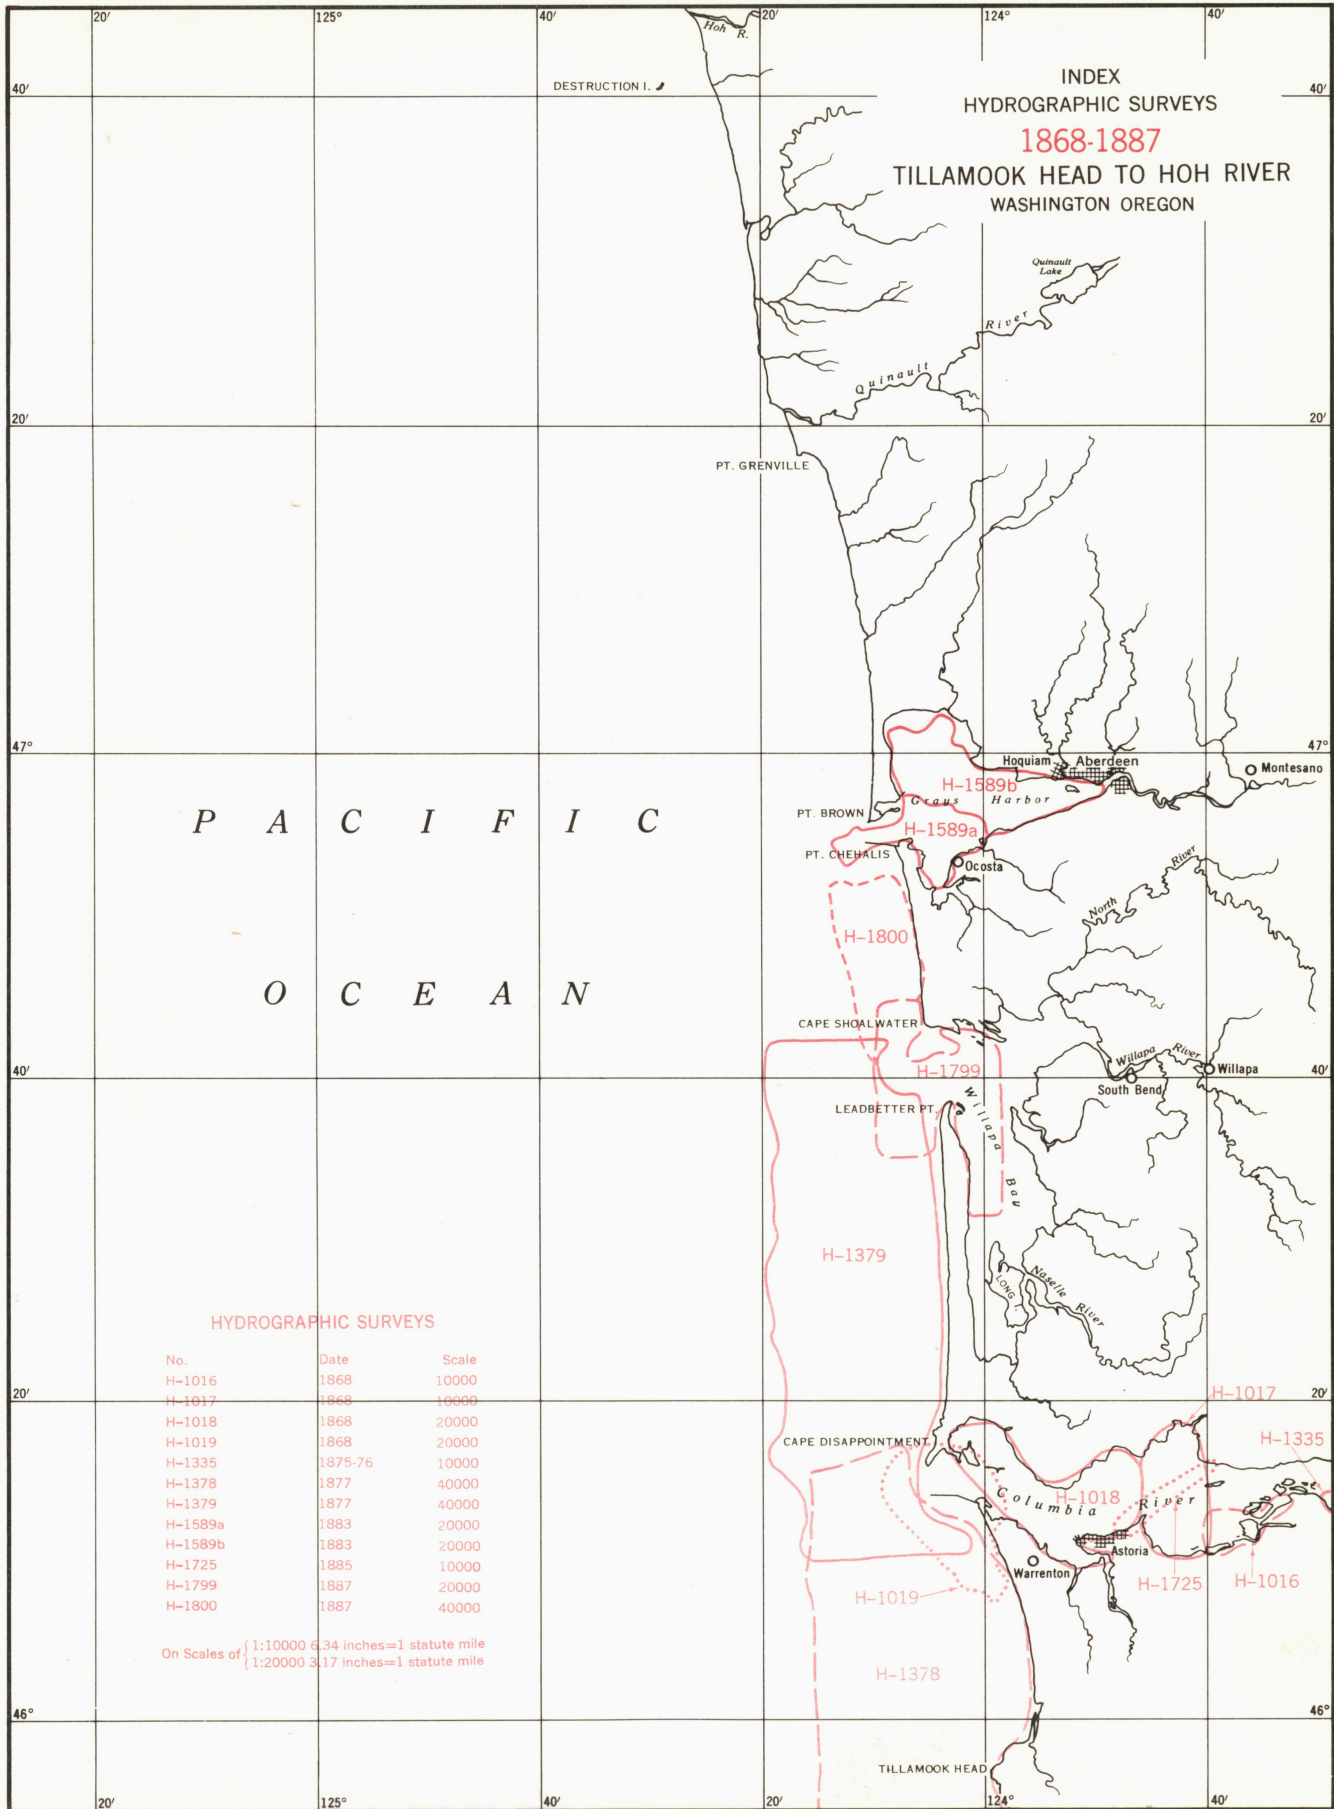 20′ 125° 40′ 20′ 124° 40′
Hoh R.
DESTRUCTION I.
40′ 40′
INDEX
HYDROGRAPHIC SURVEYS
1868-1887
TILLAMOOK HEAD TO HOH RIVER
WASHINGTON OREGON
Quinault
Lake
River
Quinault
20′ 20′
PT. GRENVILLE
47° 47°
Hoquiam
Aberdeen
Montesano
H-1589b
Grays Harbor
PT. BROWN
H-1589a
PT. CHEHALIS
Ocosta
PACIFIC
OCEAN
North River
H-1800
CAPE SHOALWATER
H-1799
Willapa River
Willapa
South Bend
40′ 40′
LEADBETTER PT.
Willapa Bay
H-1379
LONG I.
Naselle River
HYDROGRAPHIC SURVEYS
No. Date Scale
H-1016 1868 10000
H-1017 1868 10000
H-1018 1868 20000
H-1019 1868 20000
H-1335 1875-76 10000
H-1378 1877 40000
H-1379 1877 40000
H-1589a 1883 20000
H-1589b 1883 20000
H-1725 1885 10000
H-1799 1887 20000
H-1800 1887 40000
On Scales of { 1:10000 6.34 inches=1 statute mile
{ 1:20000 3.17 inches=1 statute mile
20′ 20′
H-1017
CAPE DISAPPOINTMENT
H-1335
H-1018
Columbia River
Astoria
Warrenton
H-1725
H-1016
H-1019
H-1378
46° 46°
TILLAMOOK HEAD
20′ 125° 40′ 20′ 124° 40′